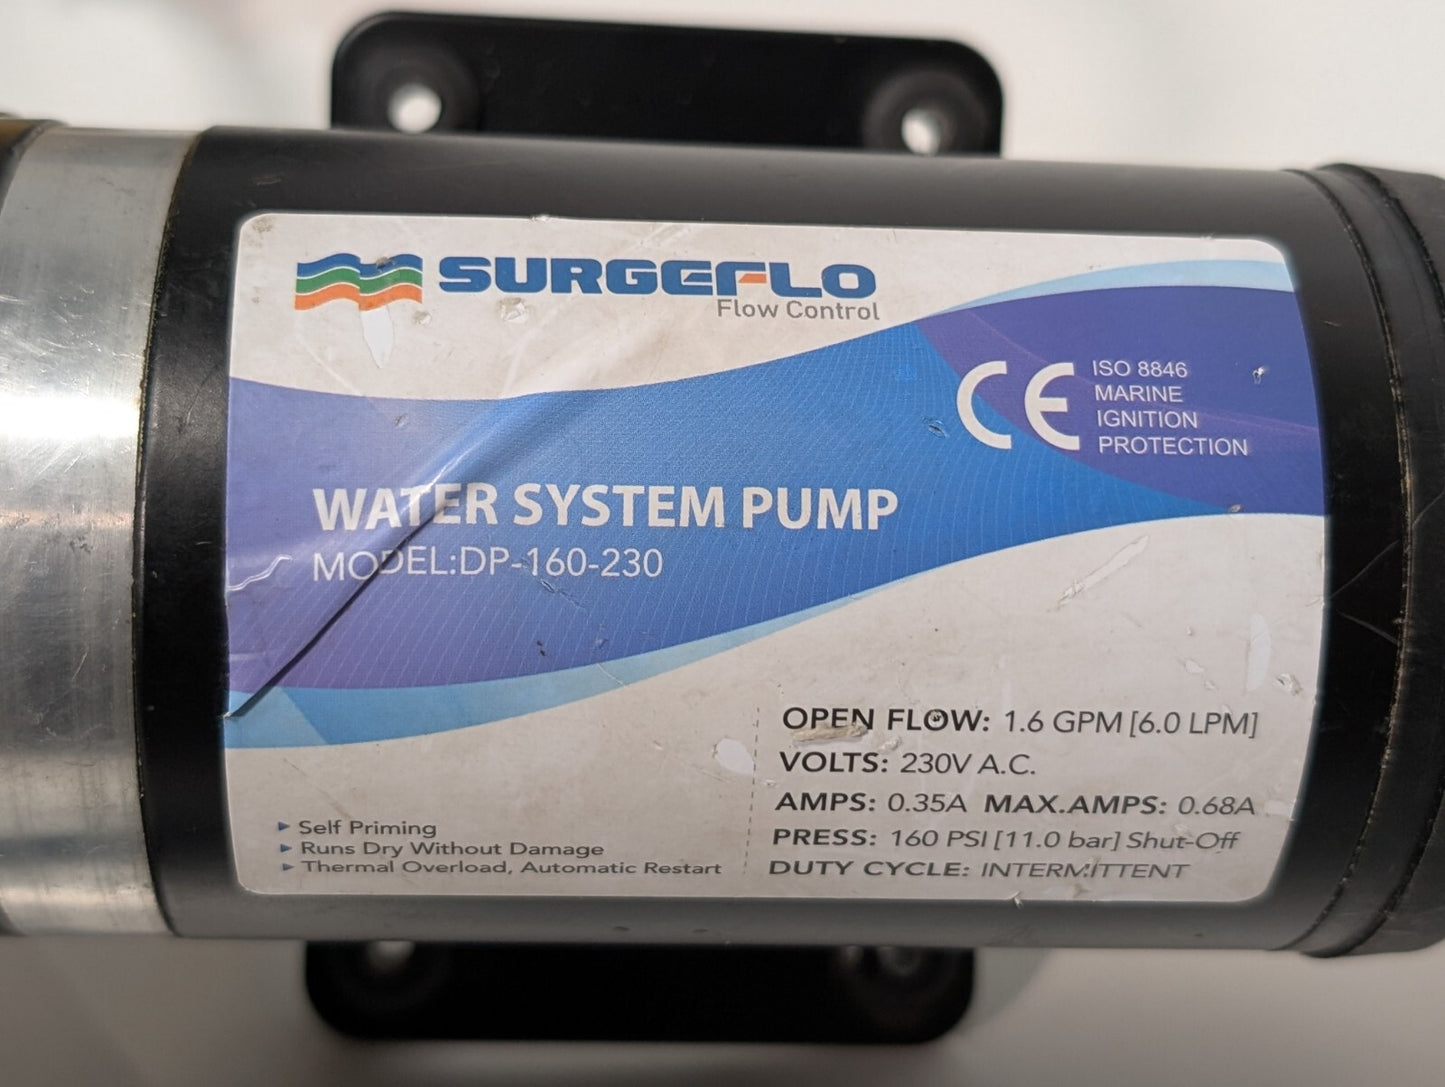 SURGEFLO
Flow Control
CE
ISO 8846
MARINE
IGNITION
PROTECTION
WATER SYSTEM PUMP
MODEL:DP-160-230
OPEN FLOW: 1.6 GPM [6.0 LPM]
VOLTS: 230V A.C.
AMPS: 0.35A MAX.AMPS: 0.68A
PRESS: 160 PSI [11.0 bar] Shut-Off
DUTY CYCLE: INTERMITTENT
▶ Self Priming
▶ Runs Dry Without Damage
▶ Thermal Overload, Automatic Restart